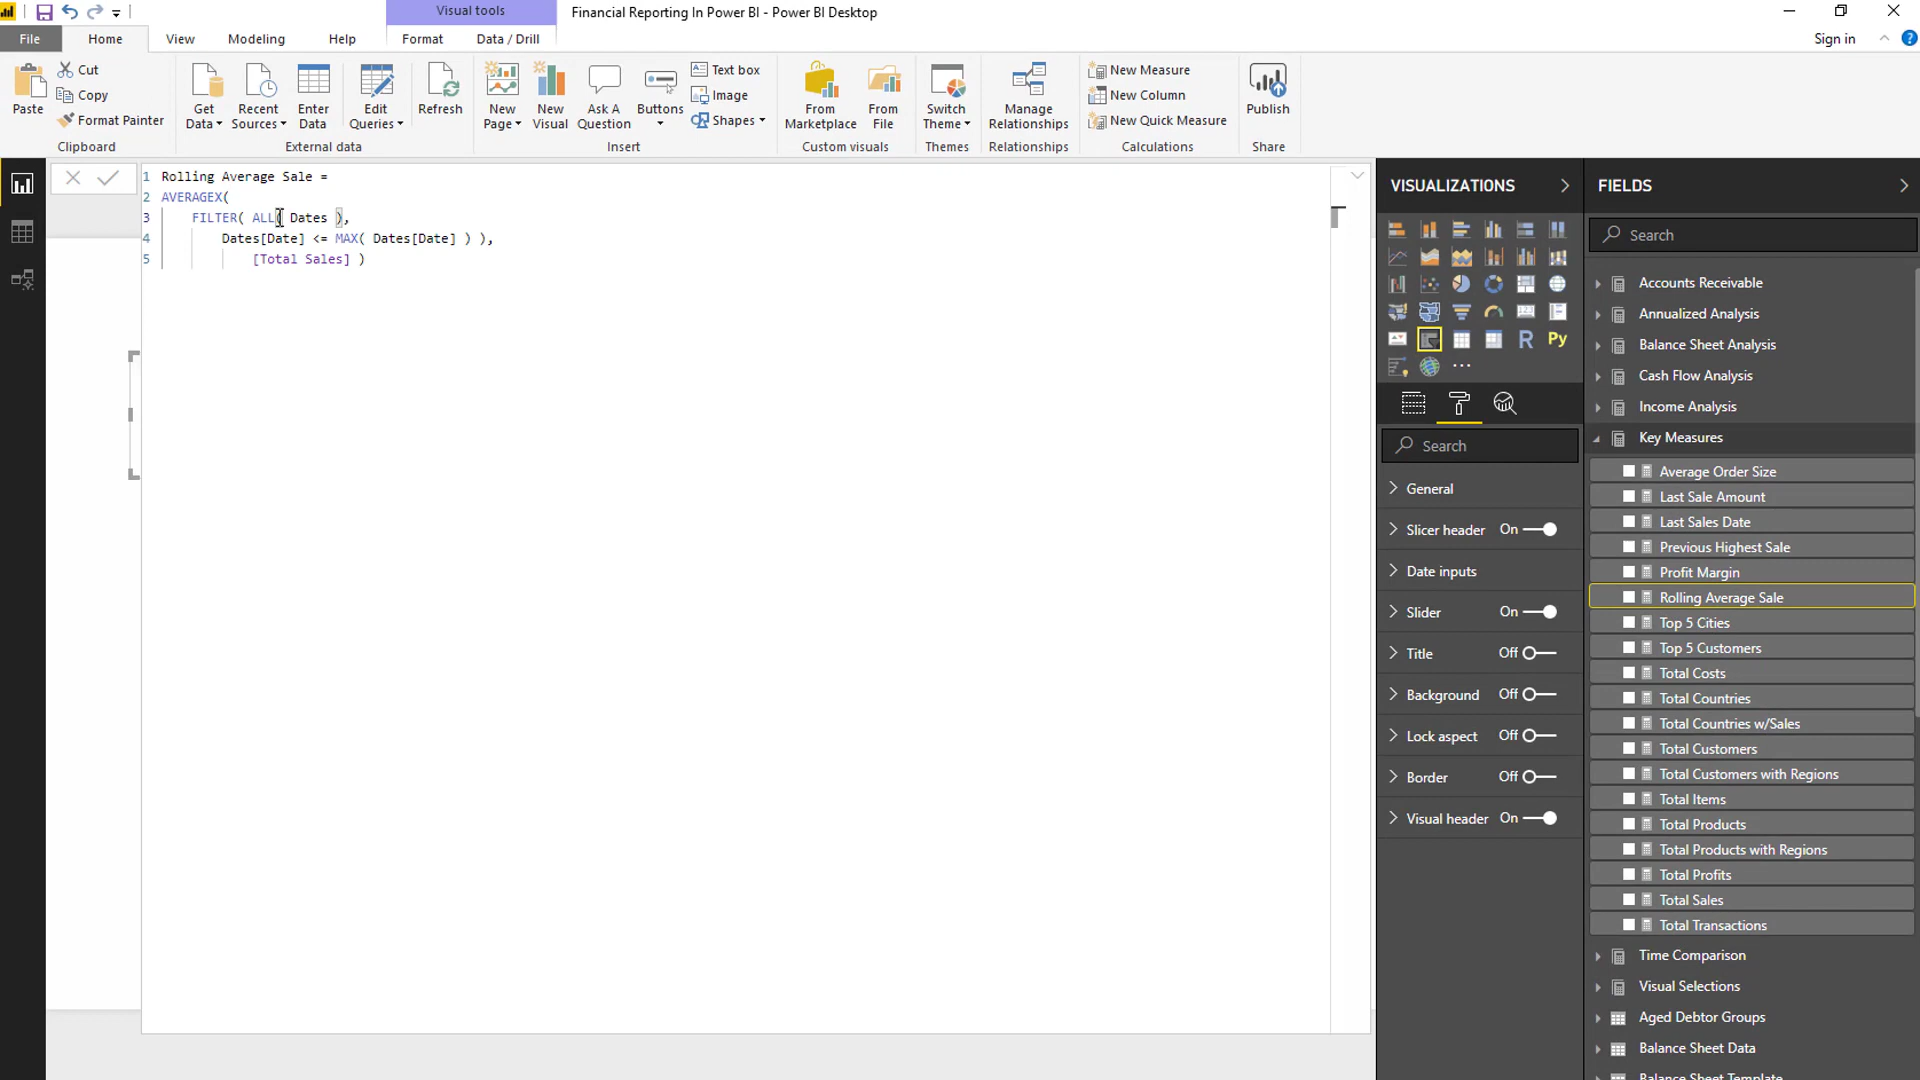 Visual tools
Financial Reporting In Power BI - Power BI Desktop
File
Home
View
Modeling
Help
Format
Data / Drill
Sign in
Paste
Cut
Copy
Format Painter
Clipboard
Get Data
Recent Sources
Enter Data
Edit Queries
Refresh
External data
New Page
New Visual
Ask A Question
Buttons
Text box
Image
Shapes
Insert
From Marketplace
From File
Custom visuals
Switch Theme
Themes
Manage Relationships
Relationships
New Measure
New Column
New Quick Measure
Calculations
Publish
Share
1 Rolling Average Sale =
2 AVERAGEX(
3 FILTER( ALL( Dates ),
4 Dates[Date] <= MAX( Dates[Date] ) ),
5 [Total Sales] )
VISUALIZATIONS
R
Py
Search
General
Slicer header On
Date inputs
Slider On
Title Off
Background Off
Lock aspect Off
Border Off
Visual header On
FIELDS
Search
Accounts Receivable
Annualized Analysis
Balance Sheet Analysis
Cash Flow Analysis
Income Analysis
Key Measures
Average Order Size
Last Sale Amount
Last Sales Date
Previous Highest Sale
Profit Margin
Rolling Average Sale
Top 5 Cities
Top 5 Customers
Total Costs
Total Countries
Total Countries w/Sales
Total Customers
Total Customers with Regions
Total Items
Total Products
Total Products with Regions
Total Profits
Total Sales
Total Transactions
Time Comparison
Visual Selections
Aged Debtor Groups
Balance Sheet Data
Balance Sheet Template